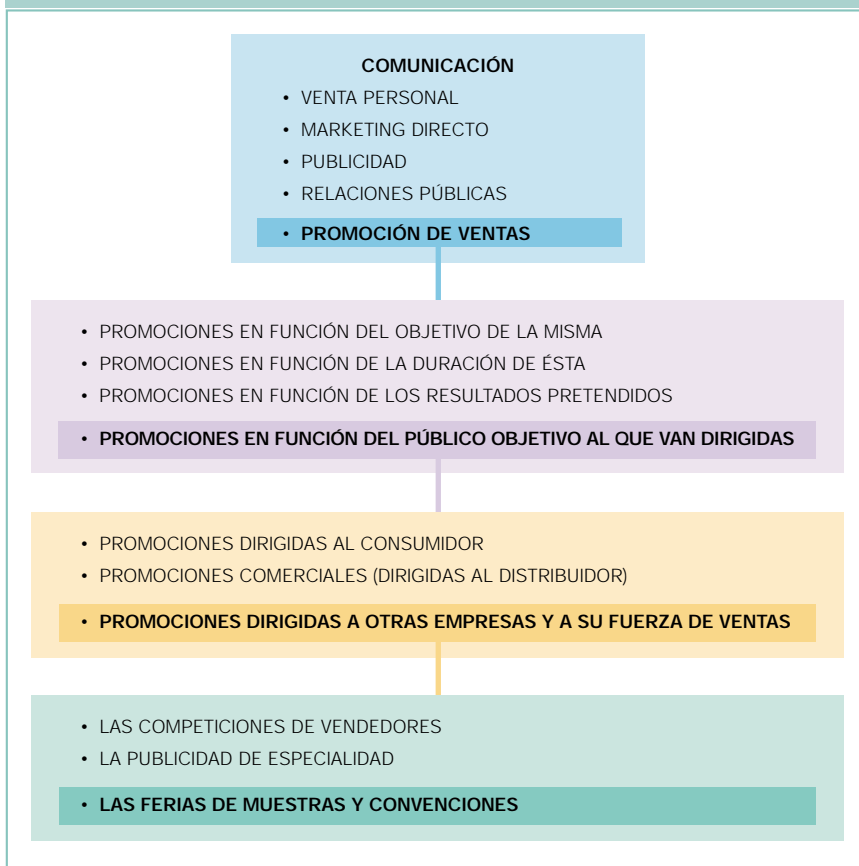 COMUNICACIÓN
• VENTA PERSONAL
• MARKETING DIRECTO
• PUBLICIDAD
• RELACIONES PÚBLICAS
• PROMOCIÓN DE VENTAS
• PROMOCIONES EN FUNCIÓN DEL OBJETIVO DE LA MISMA
• PROMOCIONES EN FUNCIÓN DE LA DURACIÓN DE ÉSTA
• PROMOCIONES EN FUNCIÓN DE LOS RESULTADOS PRETENDIDOS
• PROMOCIONES EN FUNCIÓN DEL PÚBLICO OBJETIVO AL QUE VAN DIRIGIDAS
• PROMOCIONES DIRIGIDAS AL CONSUMIDOR
• PROMOCIONES COMERCIALES (DIRIGIDAS AL DISTRIBUIDOR)
• PROMOCIONES DIRIGIDAS A OTRAS EMPRESAS Y A SU FUERZA DE VENTAS
• LAS COMPETICIONES DE VENDEDORES
• LA PUBLICIDAD DE ESPECIALIDAD
• LAS FERIAS DE MUESTRAS Y CONVENCIONES